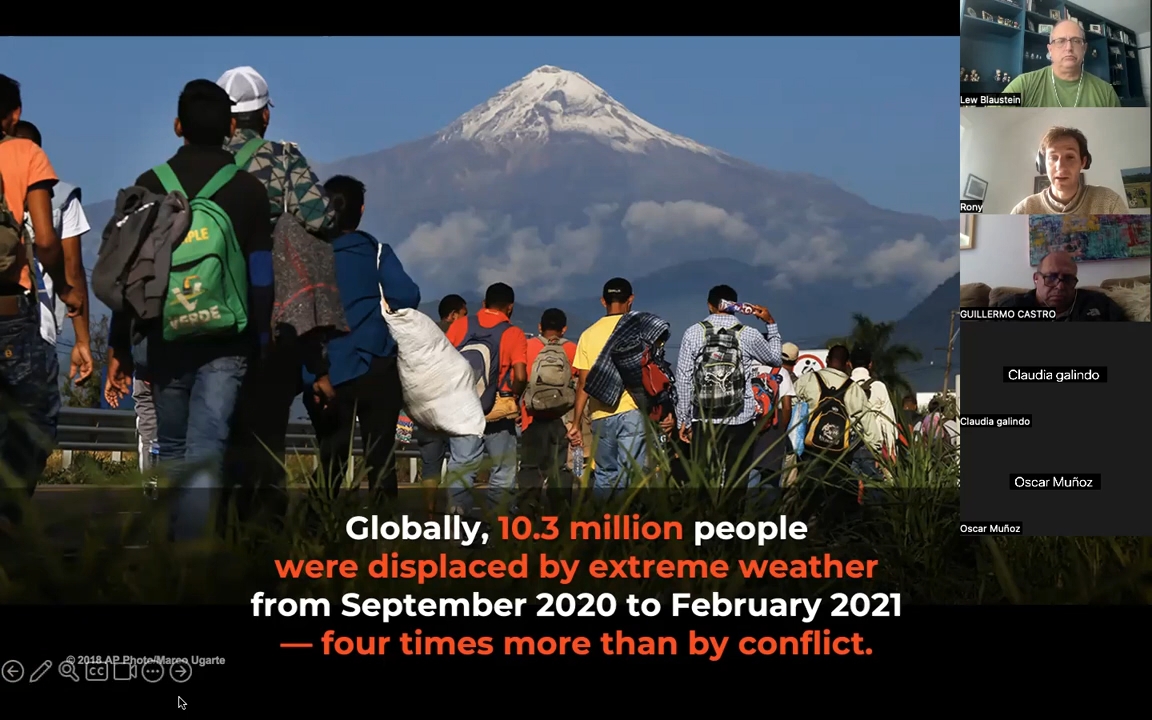 Globally, 10.3 million people
were displaced by extreme weather
from September 2020 to February 2021
— four times more than by conflict.
© 2018 AP Photo/Marco Ugarte
CC
VERDE
Lew Blaustein
Rony
GUILLERMO CASTRO
Claudia galindo
Claudia galindo
Oscar Muñoz
Oscar Muñoz